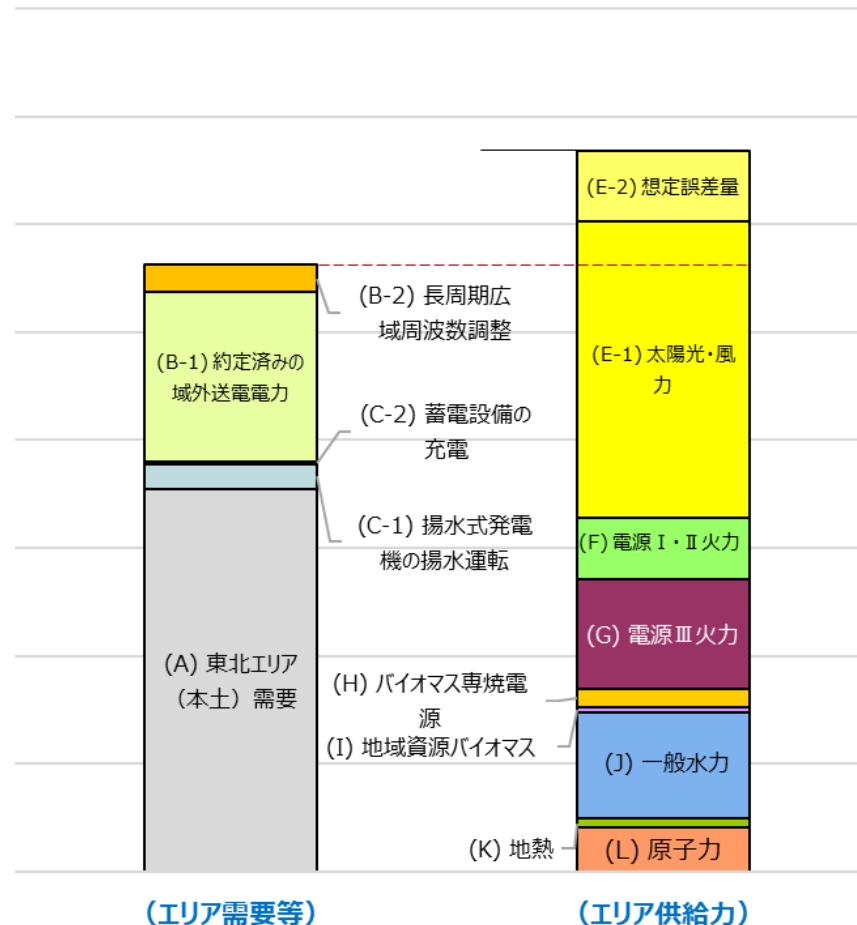 (E-2) 想定誤差量
(B-2) 長周期広
域周波数調整
(B-1) 約定済みの
域外送電電力
(E-1) 太陽光・風
力
(C-2) 蓄電設備の
充電
(C-1) 揚水式発電
機の揚水運転
(F) 電源Ⅰ・Ⅱ火力
(G) 電源Ⅲ火力
(A) 東北エリア
（本土）需要
(H) バイオマス専焼電
源
(I) 地域資源バイオマス
(J) 一般水力
(K) 地熱
(L) 原子力
（エリア需要等）
（エリア供給力）